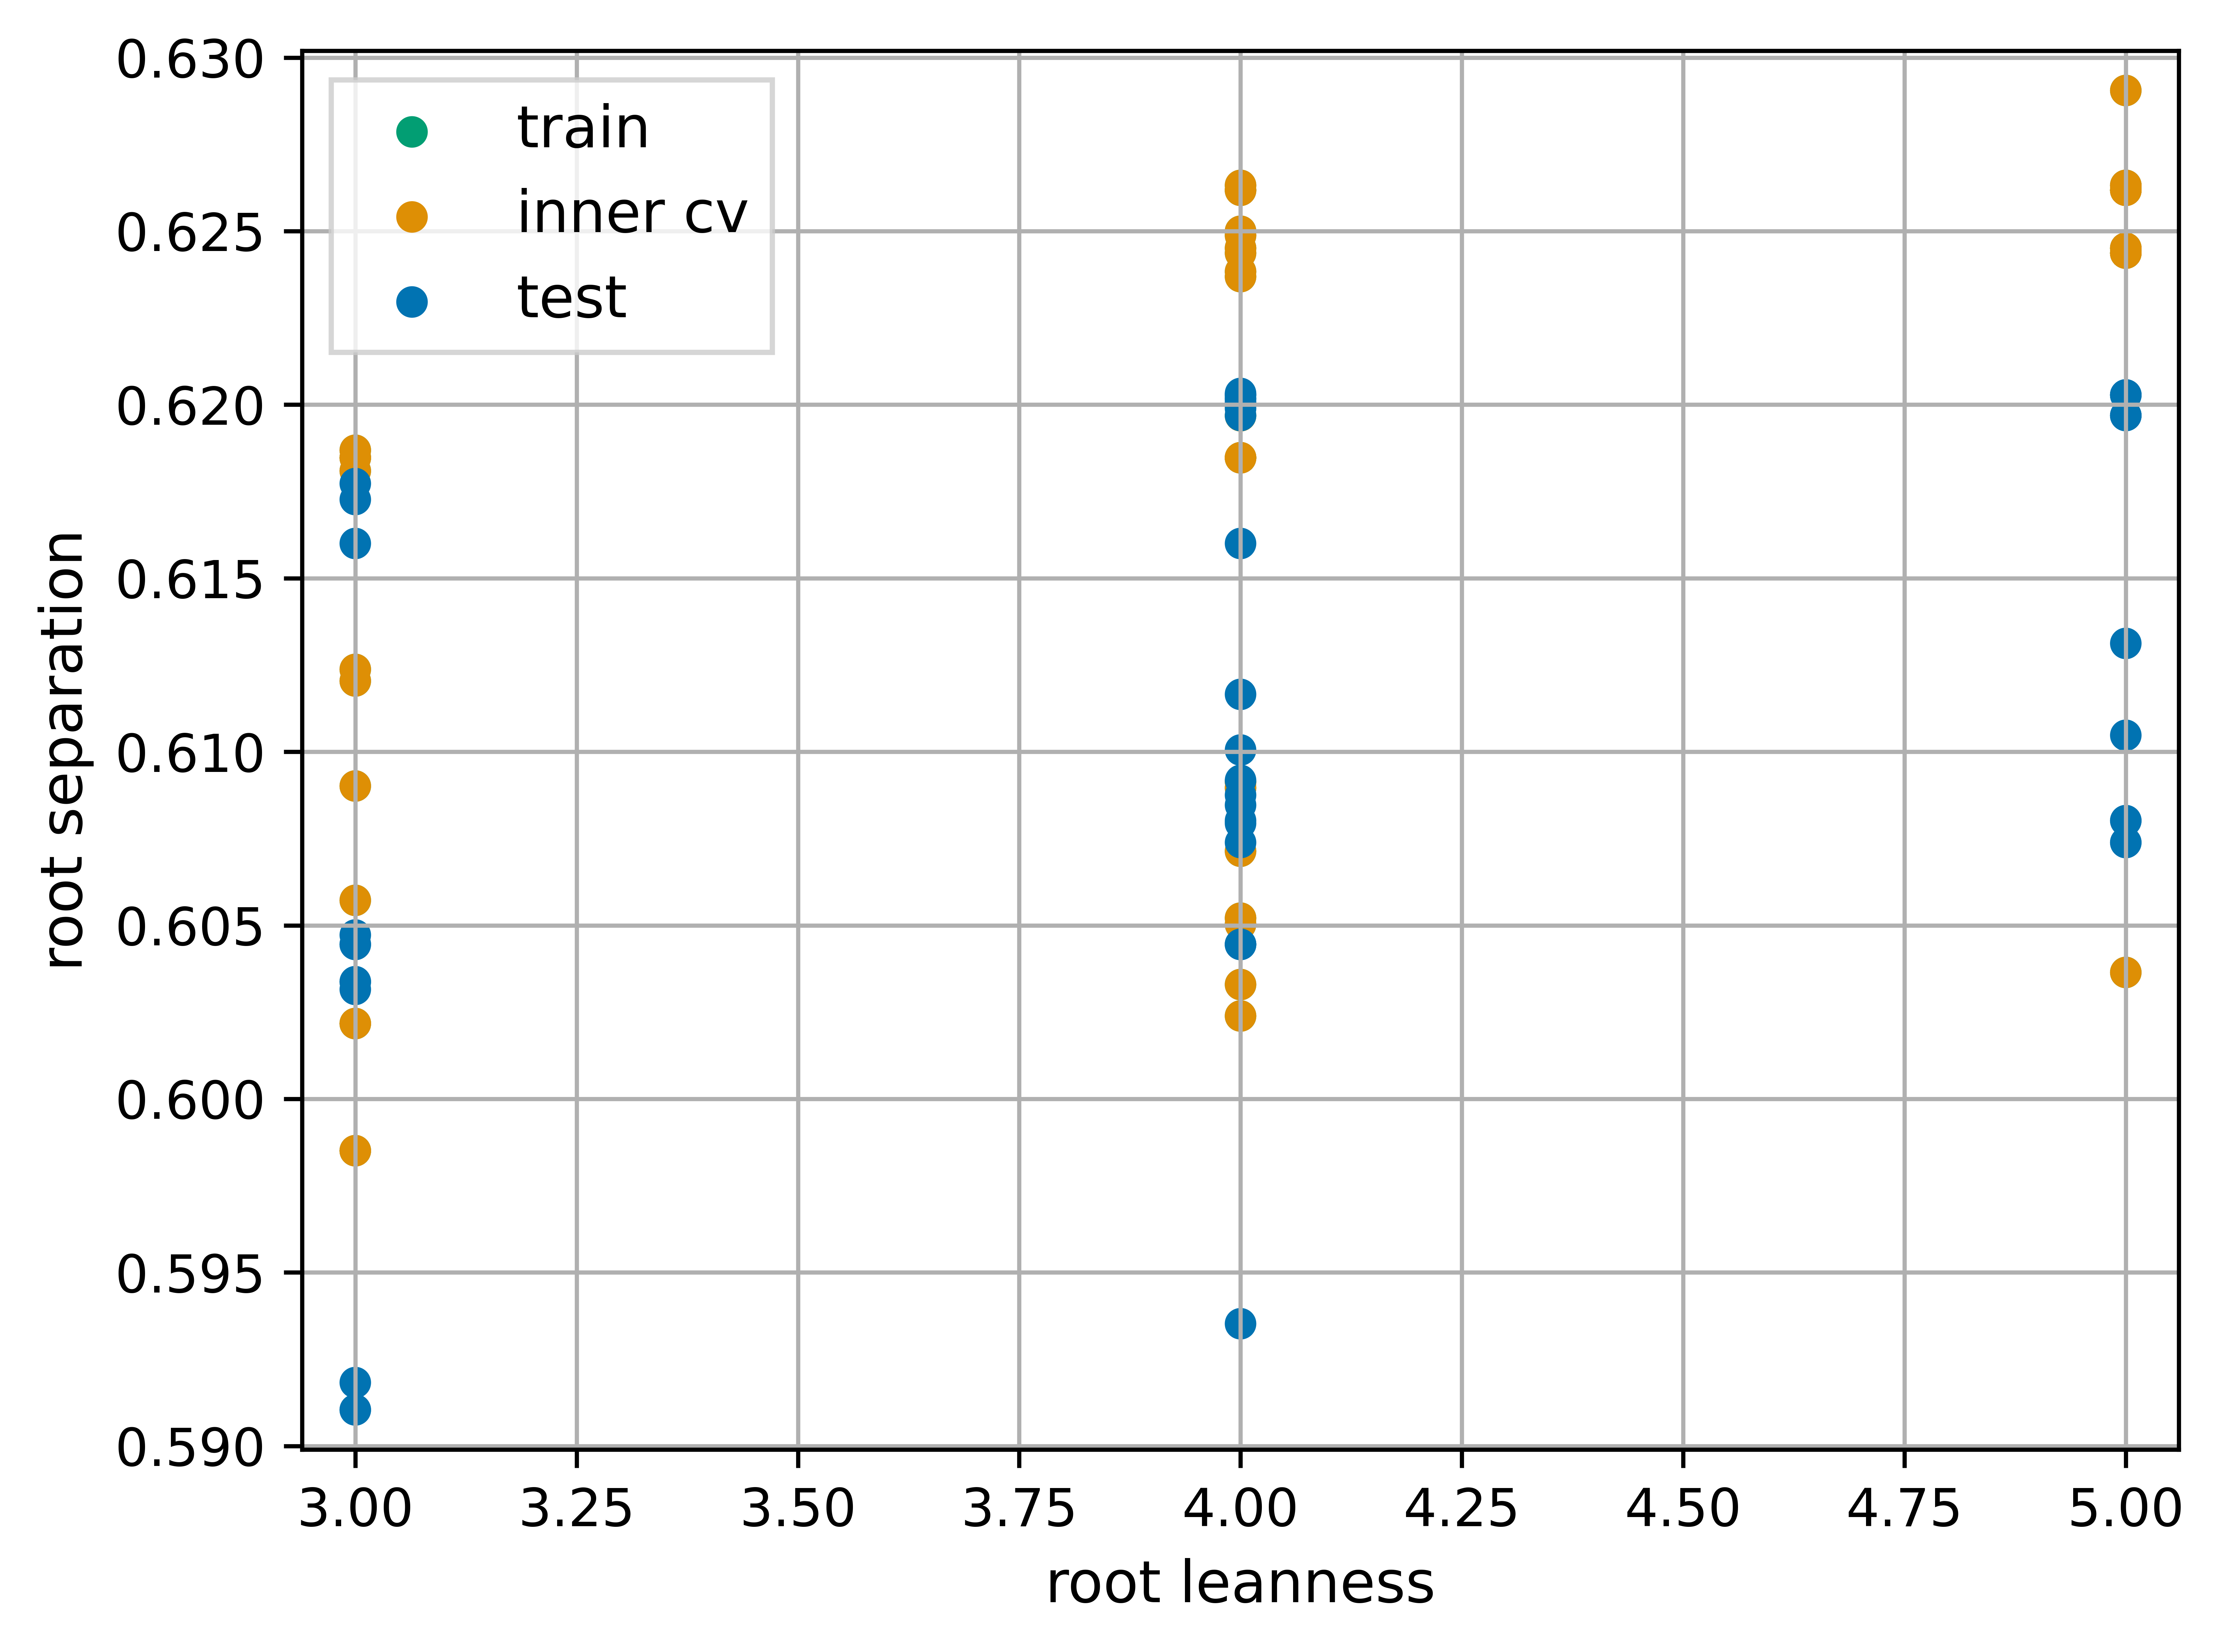 0.630
0.625
0.620
0.615
0.610
0.605
0.600
0.595
0.590
root separation
train
inner cv
test
3.00 3.25 3.50 3.75 4.00 4.25 4.50 4.75 5.00
root leanness